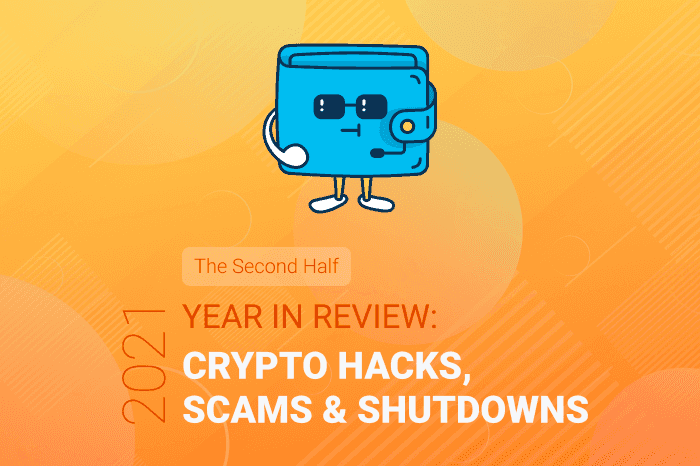 The Second Half
2021
YEAR IN REVIEW:
CRYPTO HACKS,
SCAMS & SHUTDOWNS